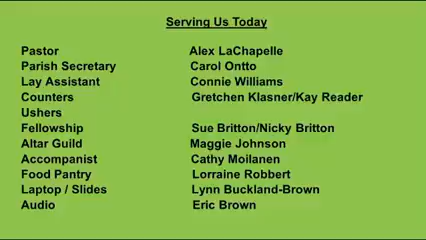 Serving Us Today
Pastor Alex LaChapelle
Parish Secretary Carol Ontto
Lay Assistant Connie Williams
Counters Gretchen Klasner/Kay Reader
Ushers
Fellowship Sue Britton/Nicky Britton
Altar Guild Maggie Johnson
Accompanist Cathy Moilanen
Food Pantry Lorraine Robbert
Laptop / Slides Lynn Buckland-Brown
Audio Eric Brown